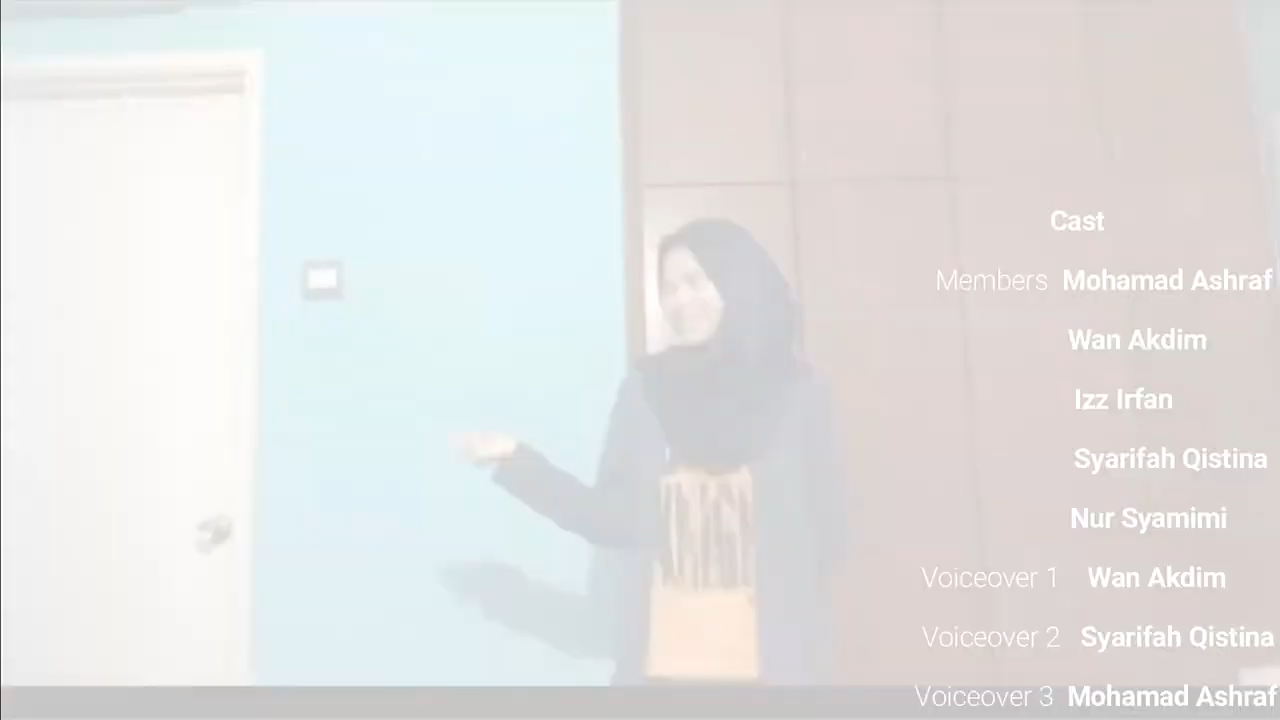 Cast
Members Mohamad Ashraf
Wan Akdim
Izz Irfan
Syarifah Qistina
Nur Syamimi
Voiceover 1 Wan Akdim
Voiceover 2 Syarifah Qistina
Voiceover 3 Mohamad Ashraf